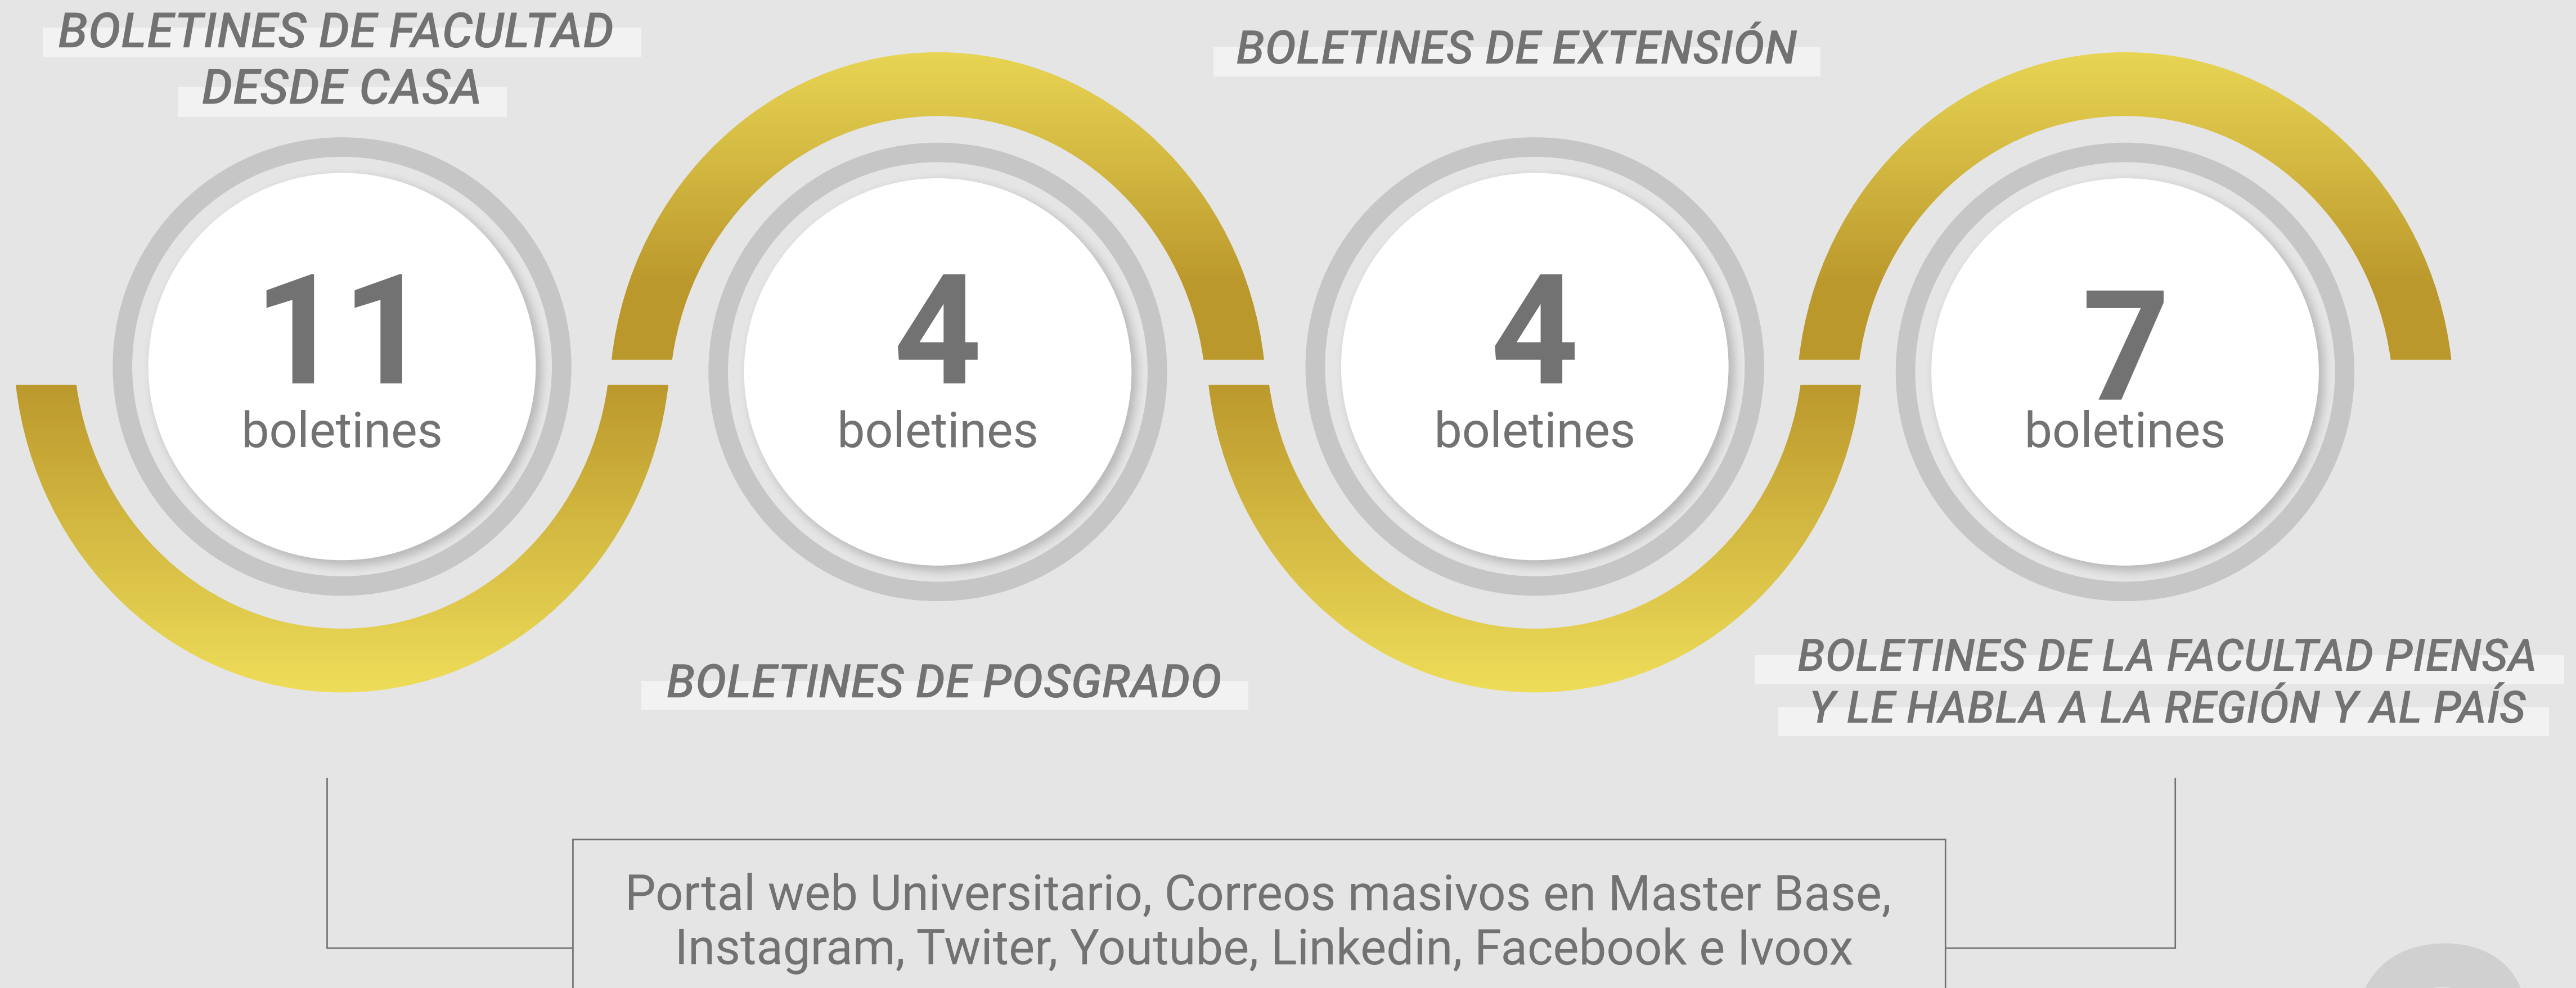 BOLETINES DE FACULTAD
DESDE CASA
11
boletines
4
boletines
BOLETINES DE POSGRADO
BOLETINES DE EXTENSIÓN
4
boletines
7
boletines
BOLETINES DE LA FACULTAD PIENSA
Y LE HABLA A LA REGIÓN Y AL PAÍS
Portal web Universitario, Correos masivos en Master Base,
Instagram, Twiter, Youtube, Linkedin, Facebook e Ivoox